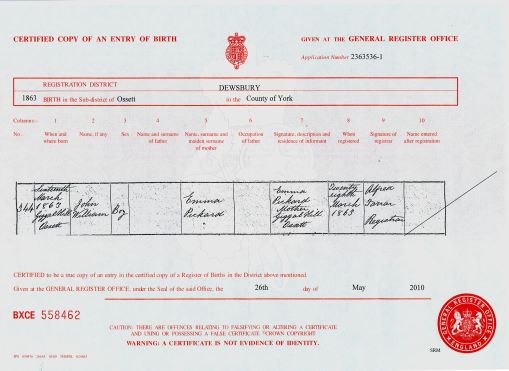 CERTIFIED COPY OF AN ENTRY OF BIRTH
GIVEN AT THE GENERAL REGISTER OFFICE
Application Number 2363536-1
REGISTRATION DISTRICT DEWSBURY
1863 BIRTH in the Sub-district of Ossett in the County of York
Columns:- 1 2 3 4 5 6 7 8 9 10
No. When and where born Name, if any Sex Name and surname of father Name, surname and maiden surname of mother Occupation of father Signature, description and residence of informant When registered Signature of registrar Name entered after registration
344
March
1863
Ossett
John
William
Boy
Emma
Pickard
Emma
Pickard
Mother
Ossett
Twenty
eighth
March
1863
Alfred
Registrar
CERTIFIED to be a true copy of an entry in the certified copy of a Register of Births in the District above mentioned.
Given at the GENERAL REGISTER OFFICE, under the Seal of the said Office, the 26th day of May 2010
BXCE 558462
CAUTION: THERE ARE OFFENCES RELATING TO FALSIFYING OR ALTERING A CERTIFICATE
AND USING OR POSSESSING A FALSE CERTIFICATE. ©CROWN COPYRIGHT
WARNING: A CERTIFICATE IS NOT EVIDENCE OF IDENTITY.
GENERAL REGISTER OFFICE
ENGLAND
SRM